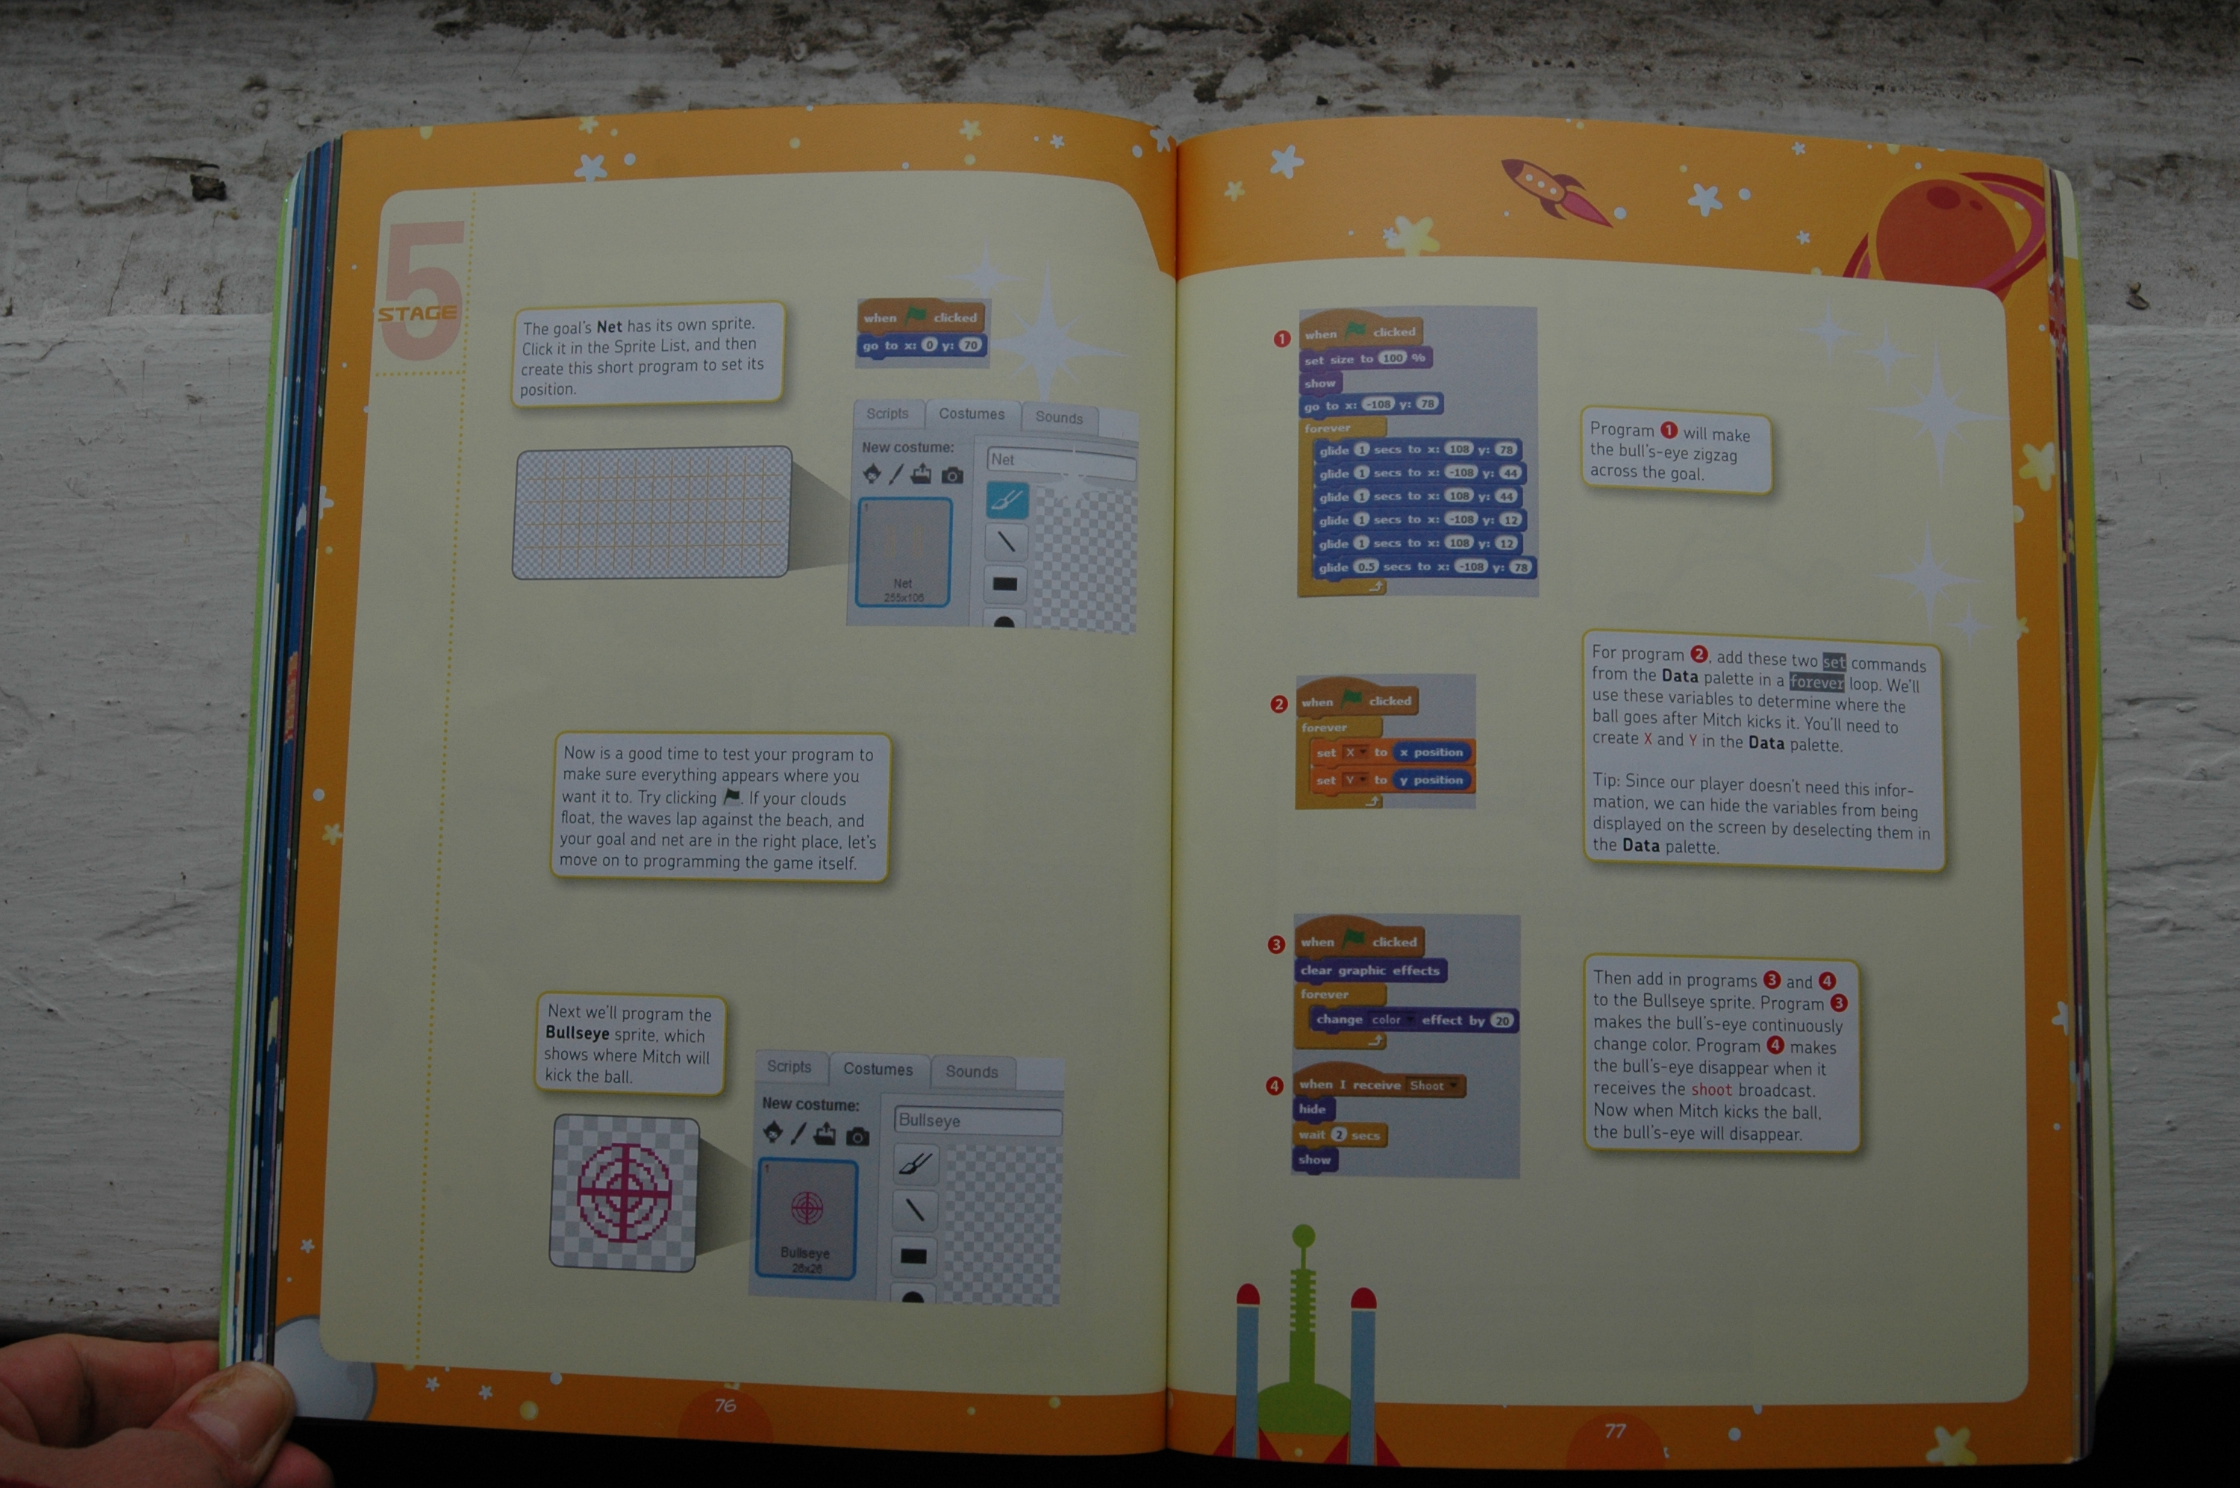 5
STAGE
The goal's Net has its own sprite.
Click it in the Sprite List, and then
create this short program to set its
position.
when clicked
go to x: 0 y: 70
Scripts Costumes Sounds
New costume:
Net
1
Net
255x106
Now is a good time to test your program to
make sure everything appears where you
want it to. Try clicking . If your clouds
float, the waves lap against the beach, and
your goal and net are in the right place, let's
move on to programming the game itself.
Next we'll program the
Bullseye sprite, which
shows where Mitch will
kick the ball.
Scripts Costumes Sounds
New costume:
Bullseye
1
Bullseye
26x26
76
1
when clicked
set size to 100 %
show
go to x: -108 y: 78
forever
glide 1 secs to x: 108 y: 78
glide 1 secs to x: -108 y: 44
glide 1 secs to x: 108 y: 44
glide 1 secs to x: -108 y: 12
glide 1 secs to x: 108 y: 12
glide 0.5 secs to x: -108 y: 78
Program 1 will make
the bull's-eye zigzag
across the goal.
2
when clicked
forever
set X to x position
set Y to y position
For program 2, add these two set commands
from the Data palette in a forever loop. We'll
use these variables to determine where the
ball goes after Mitch kicks it. You'll need to
create X and Y in the Data palette.
Tip: Since our player doesn't need this infor-
mation, we can hide the variables from being
displayed on the screen by deselecting them in
the Data palette.
3
when clicked
clear graphic effects
forever
change color effect by 20
4
when I receive Shoot
hide
wait 2 secs
show
Then add in programs 3 and 4
to the Bullseye sprite. Program 3
makes the bull's-eye continuously
change color. Program 4 makes
the bull's-eye disappear when it
receives the shoot broadcast.
Now when Mitch kicks the ball,
the bull's-eye will disappear.
77